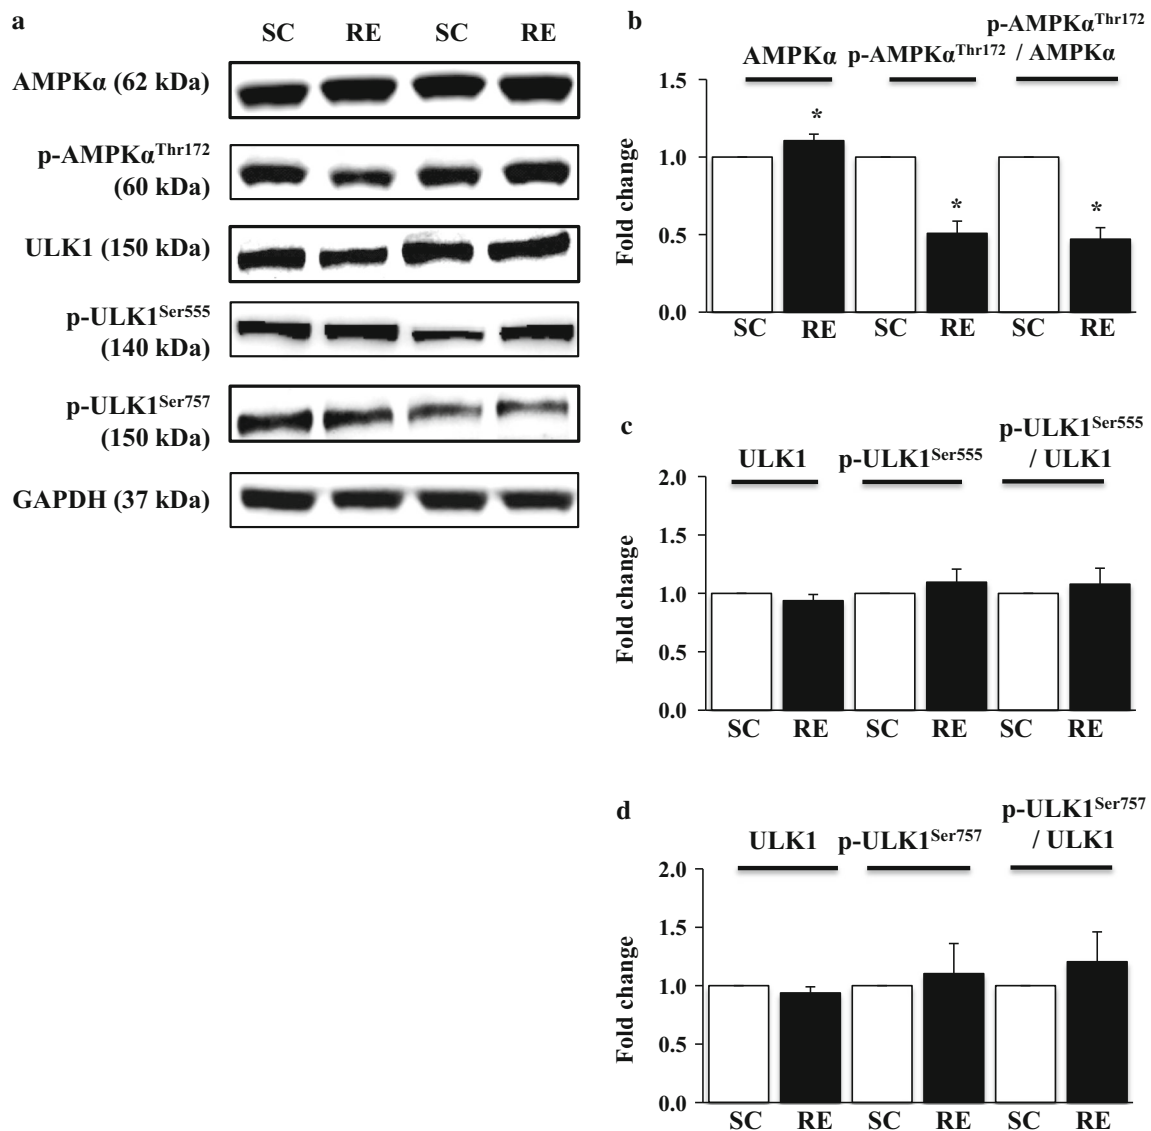 a
SC RE SC RE
AMPKα (62 kDa)
p-AMPKαThr172
(60 kDa)
ULK1 (150 kDa)
p-ULK1Ser555
(140 kDa)
p-ULK1Ser757
(150 kDa)
GAPDH (37 kDa)
b
AMPKα p-AMPKαThr172 p-AMPKαThr172
/ AMPKα
Fold change
1.5
1.0
0.5
0.0
* * *
SC RE SC RE SC RE
c
ULK1 p-ULK1Ser555 p-ULK1Ser555
/ ULK1
Fold change
2.0
1.5
1.0
0.5
0.0
SC RE SC RE SC RE
d
ULK1 p-ULK1Ser757 p-ULK1Ser757
/ ULK1
Fold change
2.0
1.5
1.0
0.5
0.0
SC RE SC RE SC RE